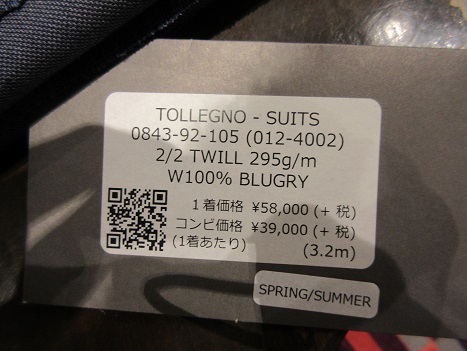 TOLLEGNO - SUITS
0843-92-105 (012-4002)
2/2 TWILL 295g/m
W100% BLUGRY
1着価格 ¥58,000 (+ 税)
コンビ価格 ¥39,000 (+ 税)
(1着あたり) (3.2m)
SPRING/SUMMER